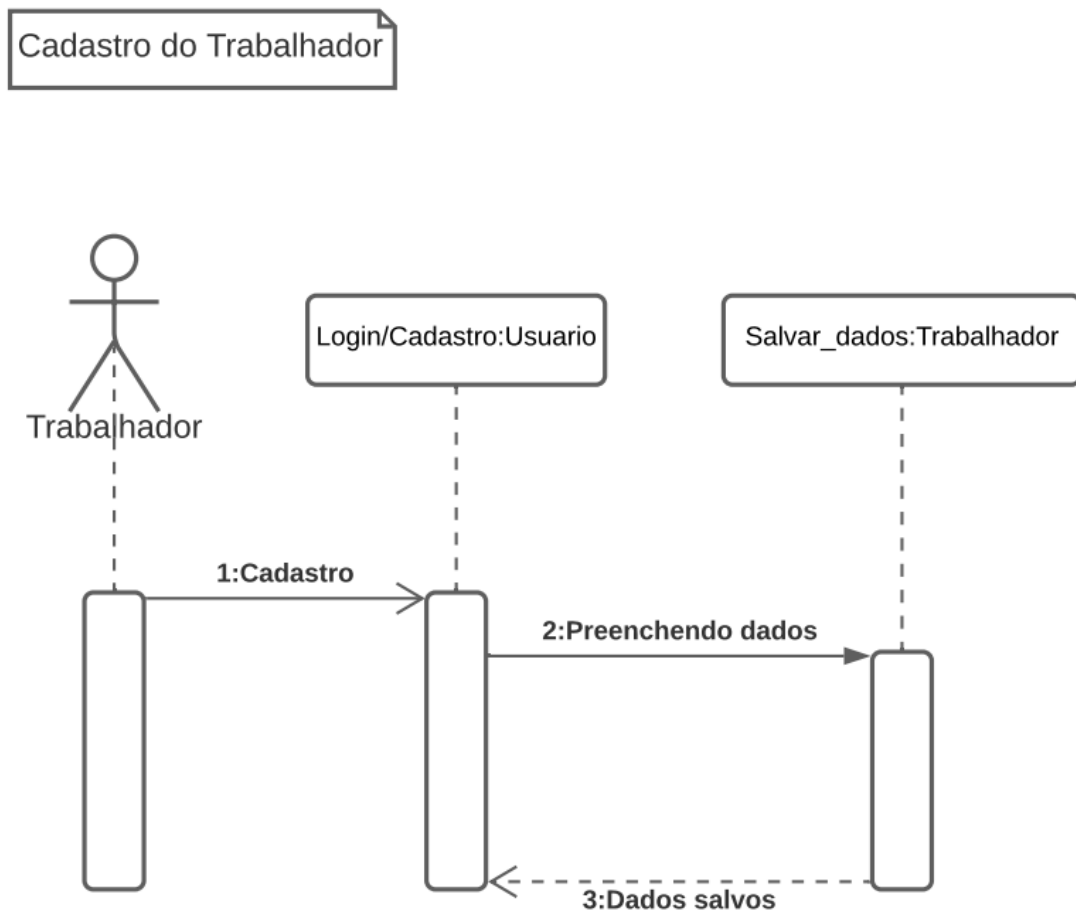 Cadastro do Trabalhador
Trabalhador
Login/Cadastro:Usuario
Salvar_dados:Trabalhador
1:Cadastro
2:Preenchendo dados
3:Dados salvos